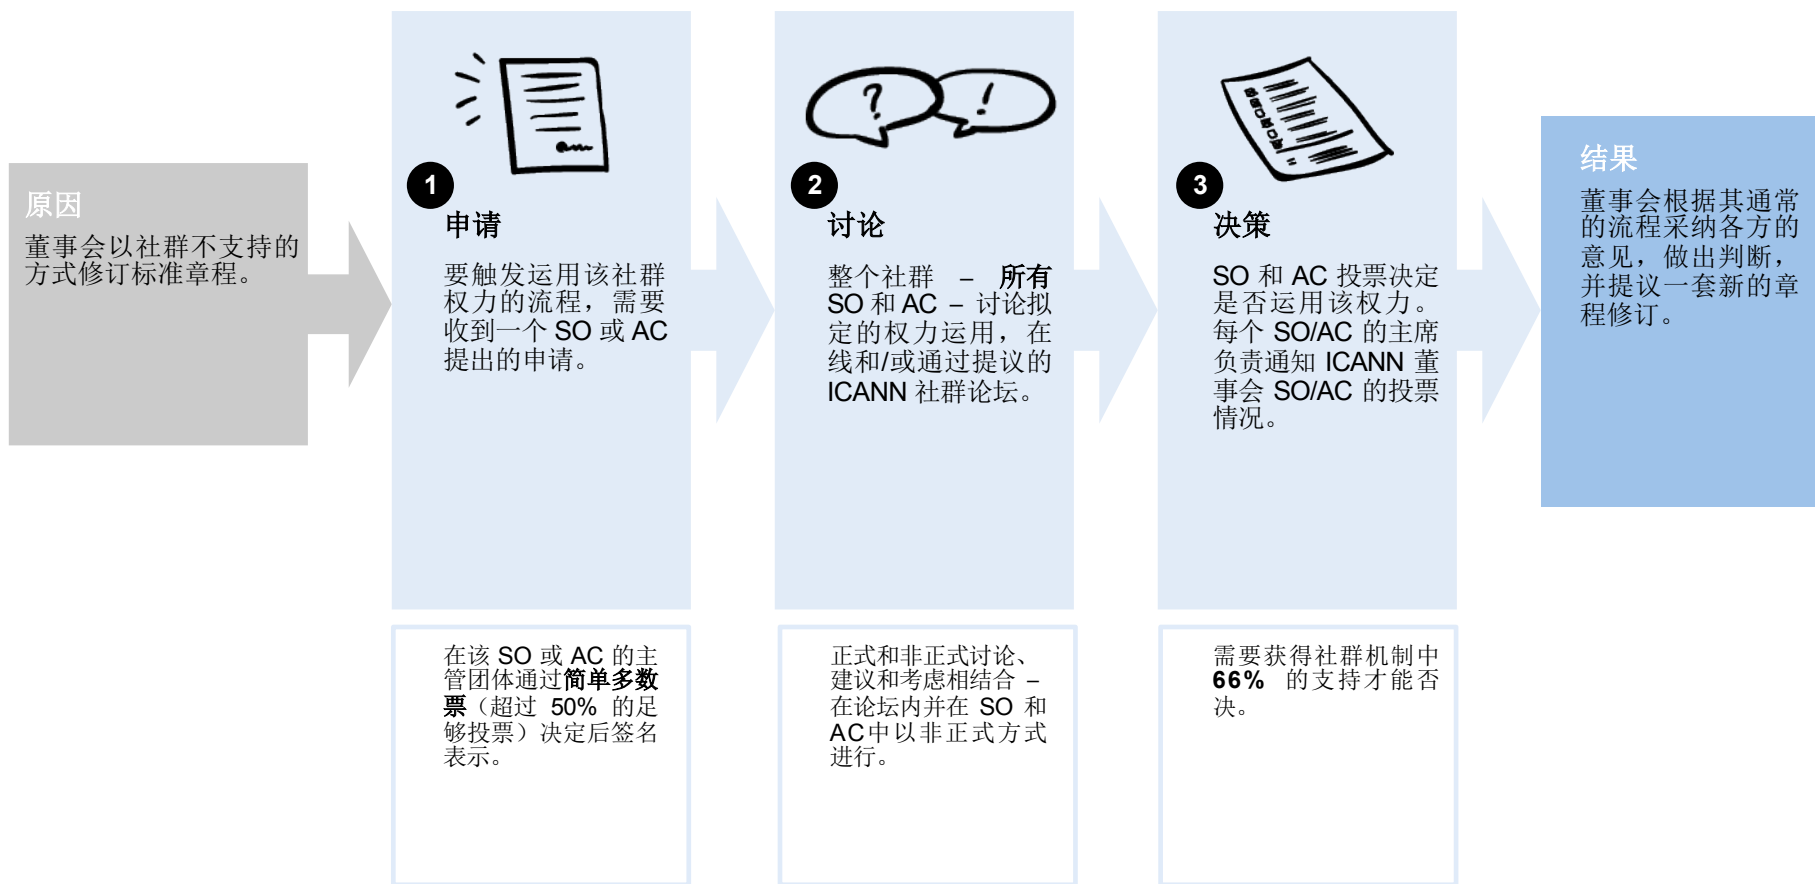 原因
董事会以社群不支持的
方式修订标准章程。
1
申请
要触发运用该社群
权力的流程，需要
收到一个 SO 或 AC
提出的申请。
在该 SO 或 AC 的主
管团体通过简单多数
票（超过 50% 的足
够投票）决定后签名
表示。
?
!
2
讨论
整个社群 – 所有
SO 和 AC – 讨论拟
定的权力运用，在
线和/或通过提议的
ICANN 社群论坛。
正式和非正式讨论、
建议和考虑相结合 –
在论坛内并在 SO 和
AC中以非正式方式
进行。
3
决策
SO 和 AC 投票决定
是否运用该权力。
每个 SO/AC 的主席
负责通知 ICANN 董
事会 SO/AC 的投票
情况。
需要获得社群机制中
66% 的支持才能否
决。
结果
董事会根据其通常
的流程采纳各方的
意见，做出判断，
并提议一套新的章
程修订。